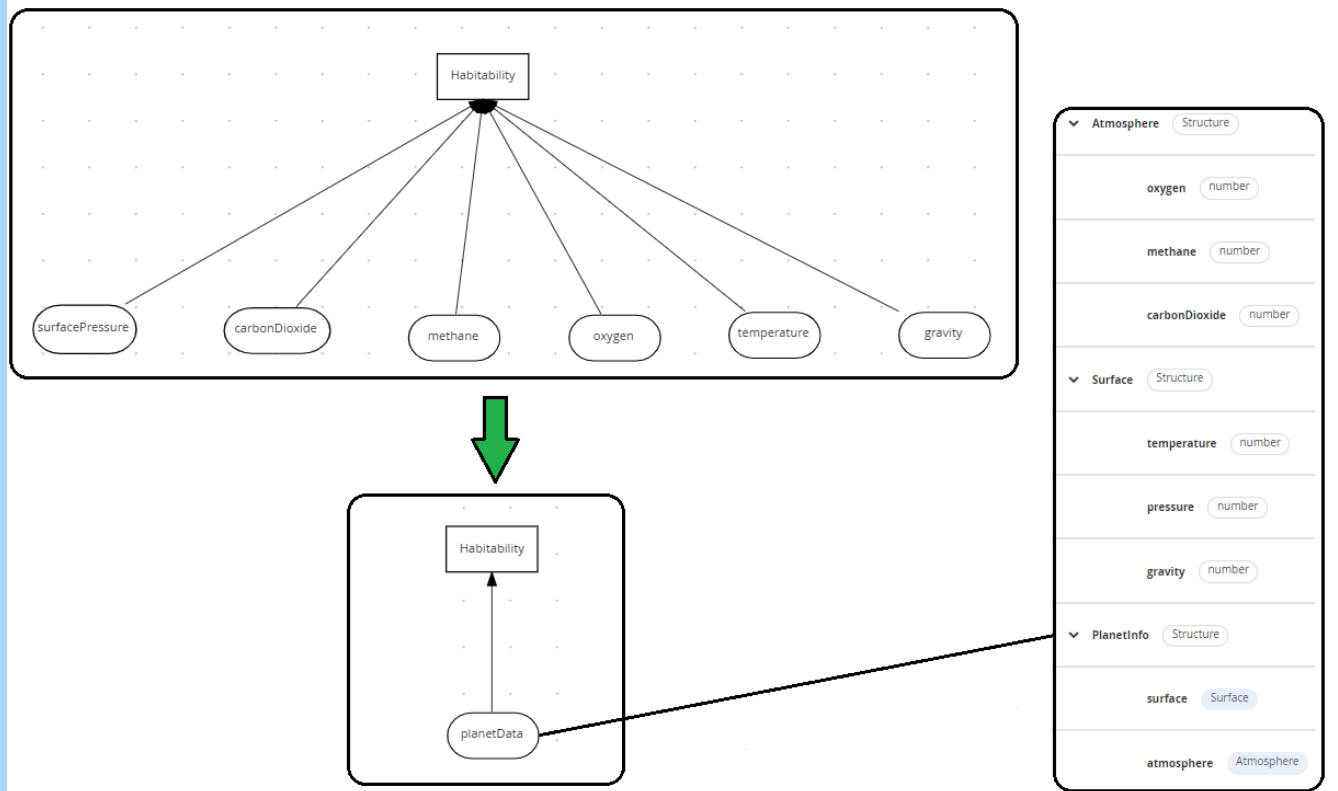 Habitability
surfacePressure
carbonDioxide
methane
oxygen
temperature
gravity
Habitability
planetData
Atmosphere Structure
oxygen number
methane number
carbonDioxide number
Surface Structure
temperature number
pressure number
gravity number
PlanetInfo Structure
surface Surface
atmosphere Atmosphere